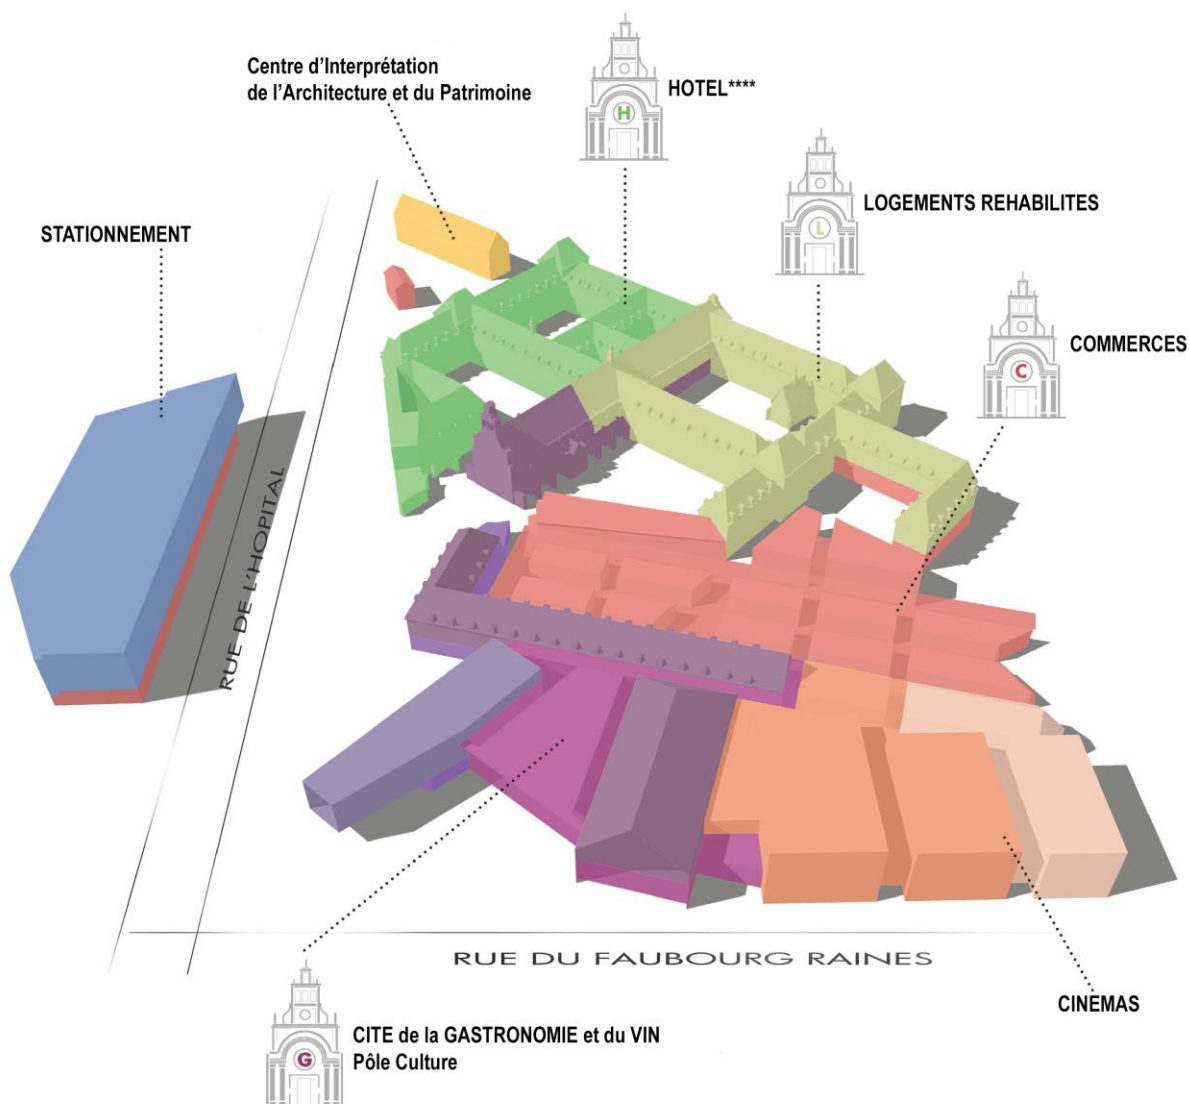 Centre d'Interprétation
de l'Architecture et du Patrimoine
H
HOTEL****
L
LOGEMENTS REHABILITES
STATIONNEMENT
C
COMMERCES
RUE DE L'HOPITAL
RUE DU FAUBOURG RAINES
CINEMAS
G
CITE de la GASTRONOMIE et du VIN
Pôle Culture